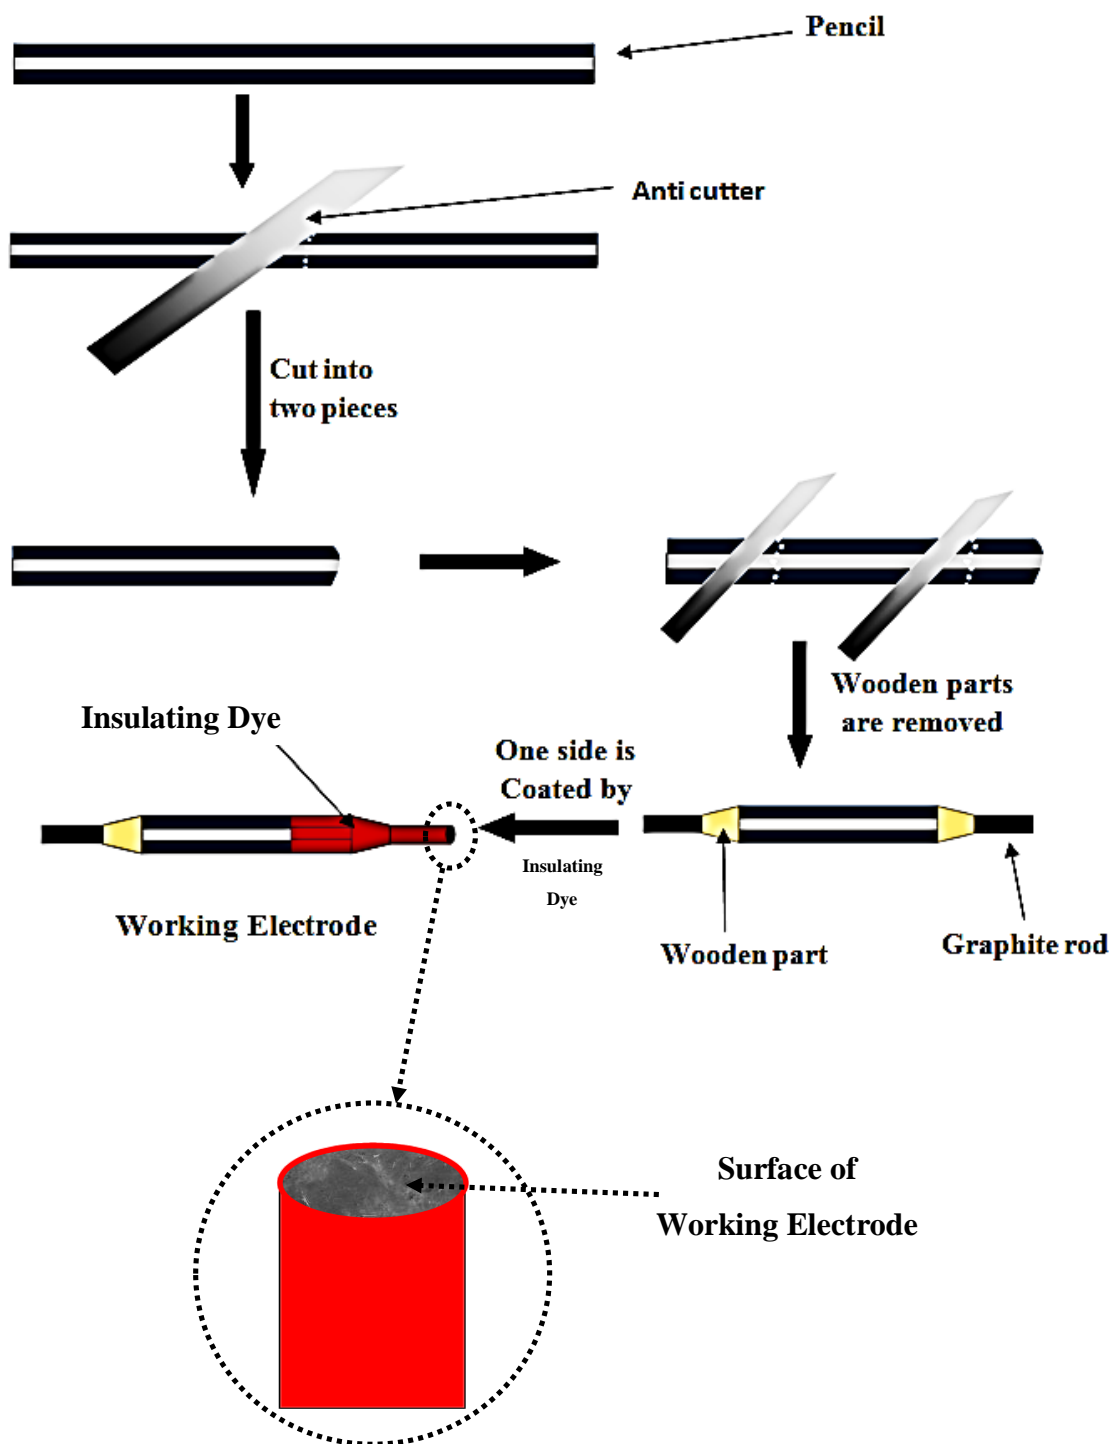 Pencil
Anti cutter
Cut into
two pieces
Wooden parts
are removed
Insulating Dye
One side is
Coated by
Insulating
Dye
Working Electrode
Wooden part
Graphite rod
Surface of
Working Electrode